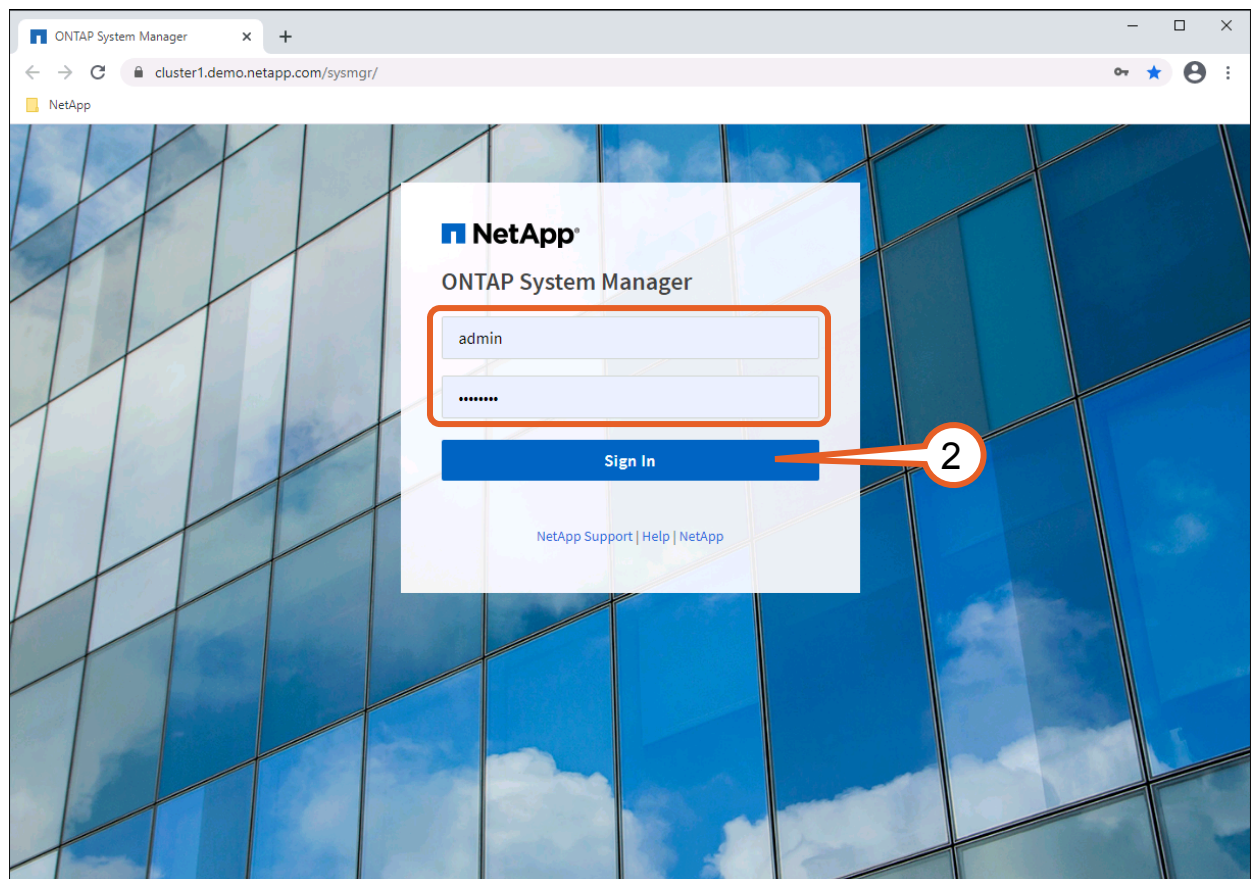 ONTAP System Manager
cluster1.demo.netapp.com/sysmgr/
NetApp
NetApp
ONTAP System Manager
admin
••••••••
Sign In
2
NetApp Support | Help | NetApp